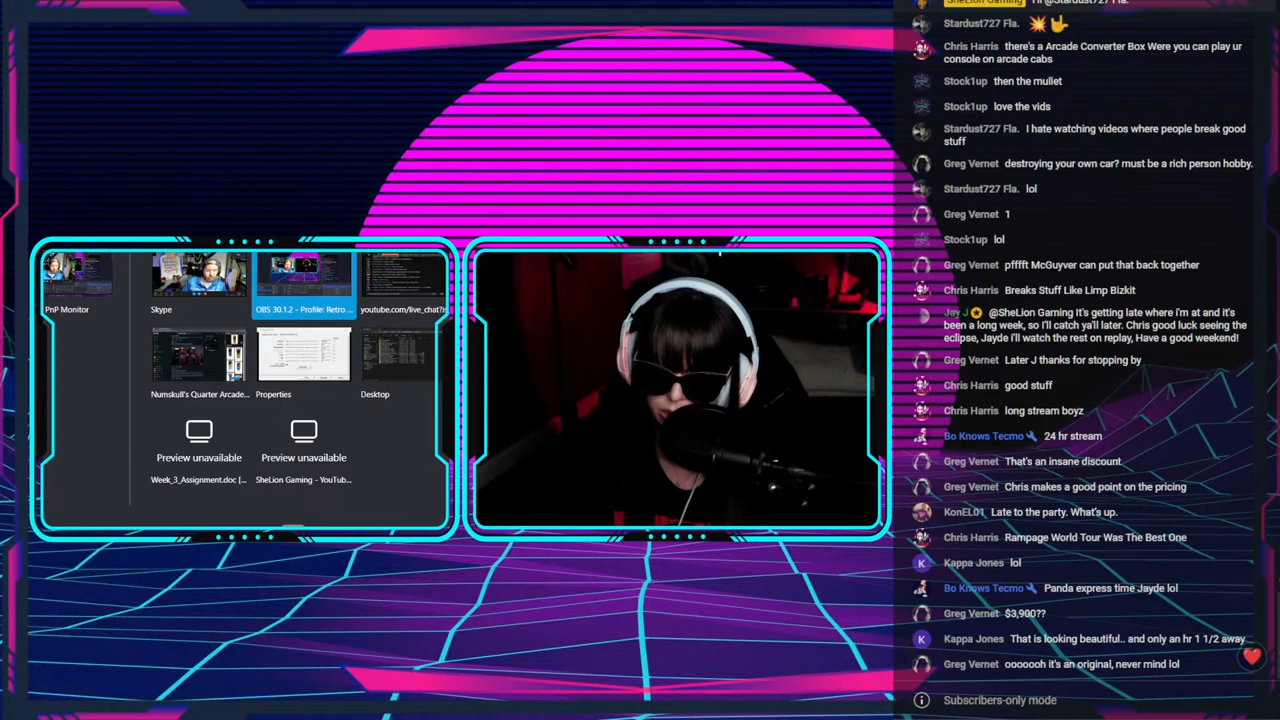 PnP Monitor
Skype
OBS 30.1.2 - Profile: Retro ...
youtube.com/live_chat?is
Numskull's Quarter Arcade...
Properties
Desktop
Preview unavailable
Preview unavailable
Week_3_Assignment.doc [...
SheLion Gaming - YouTub...
SheLion Gaming Hi @Stardust727 Fla.
Stardust727 Fla. 💥 🤘
Chris Harris there's a Arcade Converter Box Were you can play ur
console on arcade cabs
Stock1up then the mullet
Stock1up love the vids
Stardust727 Fla. I hate watching videos where people break good
stuff
Greg Vernet destroying your own car? must be a rich person hobby.
Stardust727 Fla. lol
Greg Vernet 1
Stock1up lol
Greg Vernet pfffft McGuyver can put that back together
Chris Harris Breaks Stuff Like Limp Bizkit
Jay J @SheLion Gaming It's getting late where i'm at and it's
been a long week, so I'll catch ya'll later. Chris good luck seeing the
eclipse, Jayde i'll watch the rest on replay, Have a good weekend!
Greg Vernet Later J thanks for stopping by
Chris Harris good stuff
Chris Harris long stream boyz
Bo Knows Tecmo 24 hr stream
Greg Vernet That's an insane discount
Greg Vernet Chris makes a good point on the pricing
KonEL01 Late to the party. What's up.
Chris Harris Rampage World Tour Was The Best One
K Kappa Jones lol
Bo Knows Tecmo Panda express time Jayde lol
Greg Vernet $3,900??
K Kappa Jones That is looking beautiful.. and only an hr 1 1/2 away
Greg Vernet ooooooh it's an original, never mind lol
Subscribers-only mode